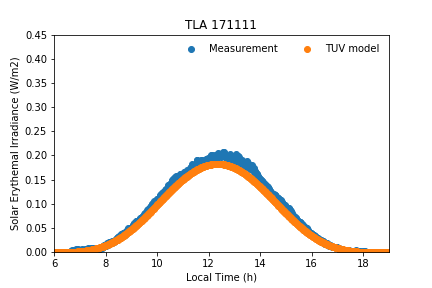 TLA 171111
Measurement TUV model
0.45
0.40
0.35
0.30
0.25
0.20
0.15
0.10
0.05
0.00
Solar Erythemal Irradiance (W/m2)
6 8 10 12 14 16 18
Local Time (h)